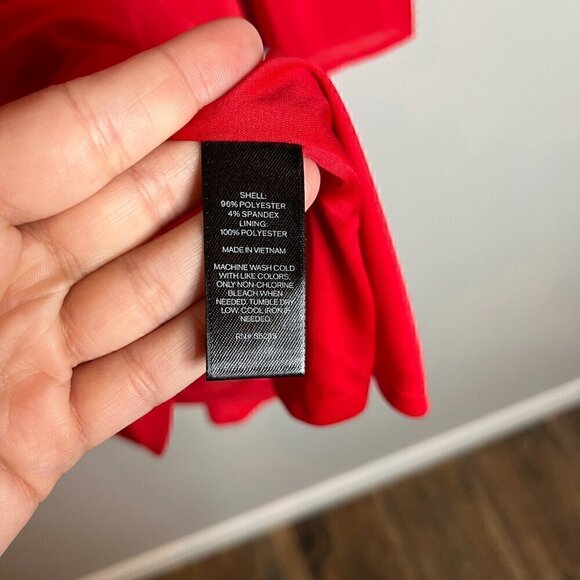 SHELL:
96% POLYESTER
4% SPANDEX
LINING:
100% POLYESTER
MADE IN VIETNAM
MACHINE WASH COLD
WITH LIKE COLORS,
ONLY NON-CHLORINE
BLEACH WHEN
NEEDED, TUMBLE DRY
LOW, COOL IRON IF
NEEDED.
RN#